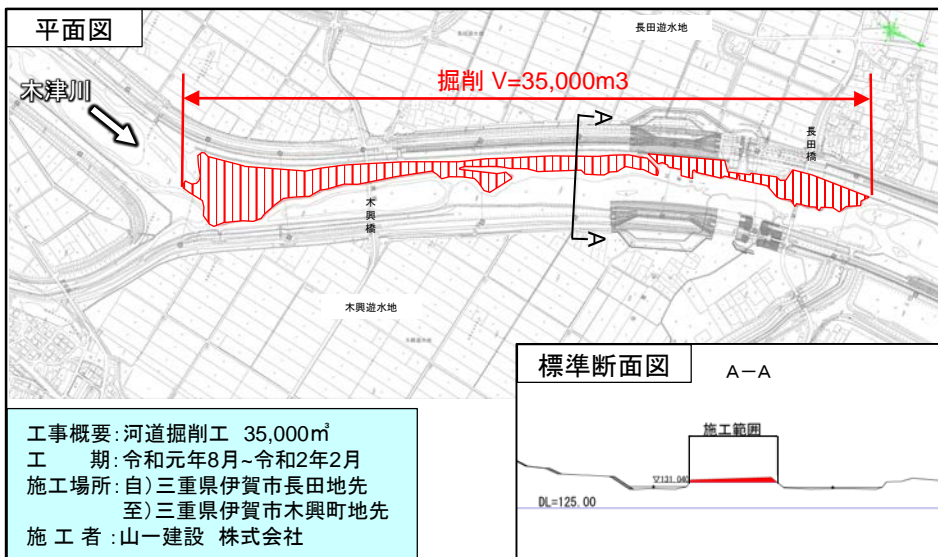 平面図
長田遊水地
木津川
掘削 V=35,000m3
A
長田橋
木興橋
A
木興遊水地
標準断面図
A－A
施工範囲
▽131.040
DL=125.00
工事概要：河道掘削工 35,000㎥
工　　期：令和元年8月~令和2年2月
施工場所：自）三重県伊賀市長田地先
至）三重県伊賀市木興町地先
施 工 者 ：山一建設 株式会社